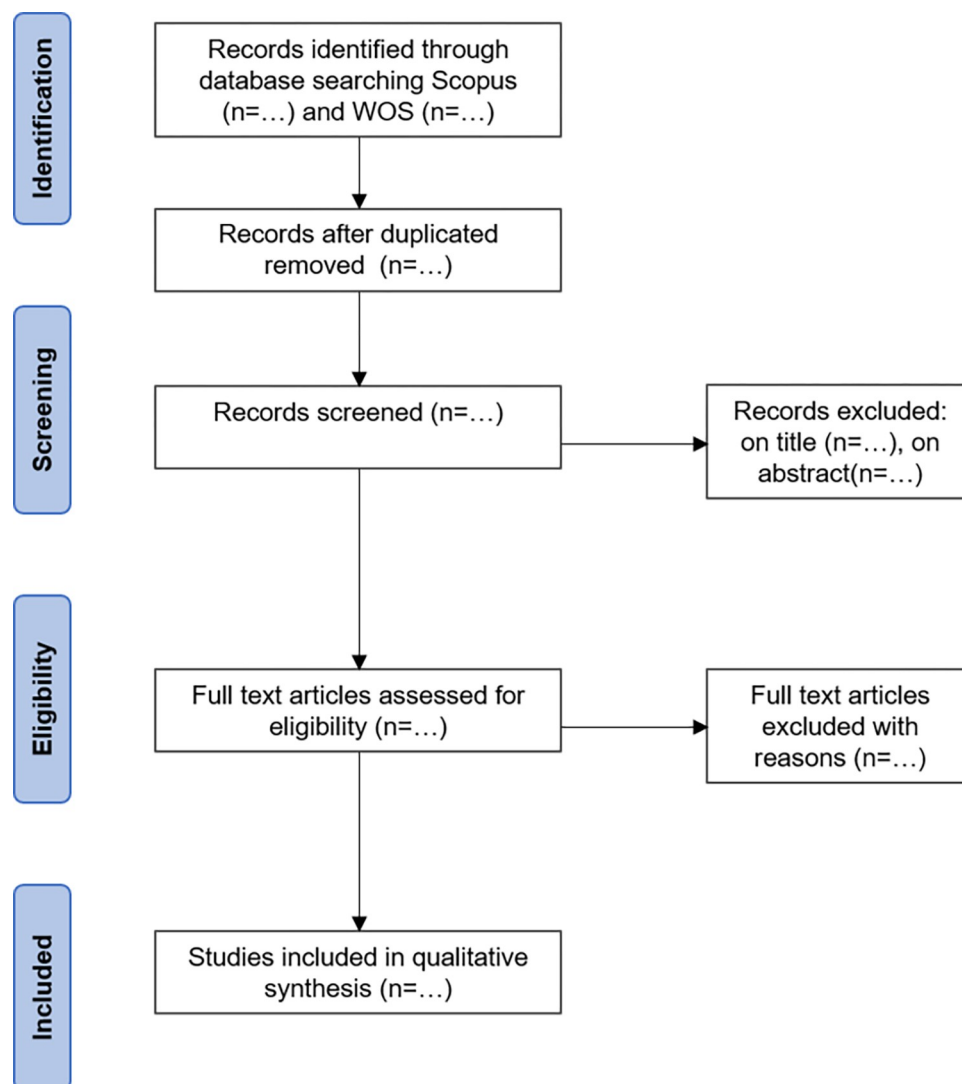 Identification
Records identified through
database searching Scopus
(n=…) and WOS (n=…)
Records after duplicated
removed  (n=…)
Screening
Records screened (n=…)
Records excluded:
on title (n=…), on
abstract(n=…)
Eligibility
Full text articles assessed for
eligibility (n=…)
Full text articles
excluded with
reasons (n=…)
Included
Studies included in qualitative
synthesis (n=…)